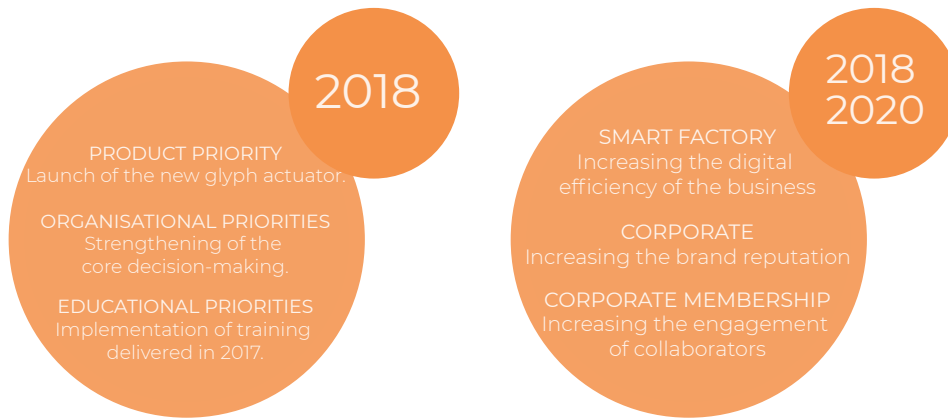 2018
PRODUCT PRIORITY
Launch of the new glyph actuator.
ORGANISATIONAL PRIORITIES
Strengthening of the
core decision-making.
EDUCATIONAL PRIORITIES
Implementation of training
delivered in 2017.
2018
2020
SMART FACTORY
Increasing the digital
efficiency of the business
CORPORATE
Increasing the brand reputation
CORPORATE MEMBERSHIP
Increasing the engagement
of collaborators